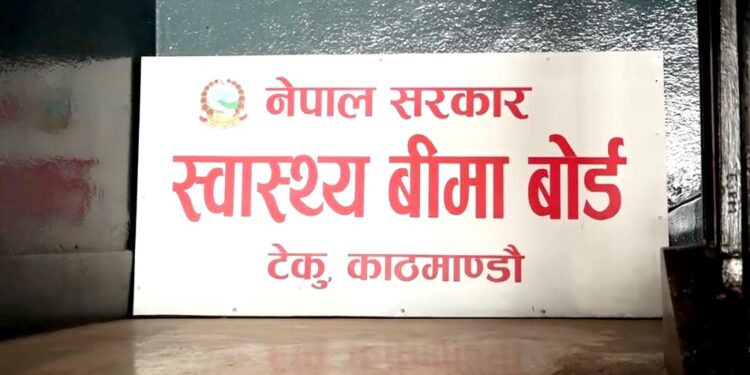 नेपाल सरकार
स्वास्थ्य बीमा बोर्ड
टेकु, काठमाण्डौ